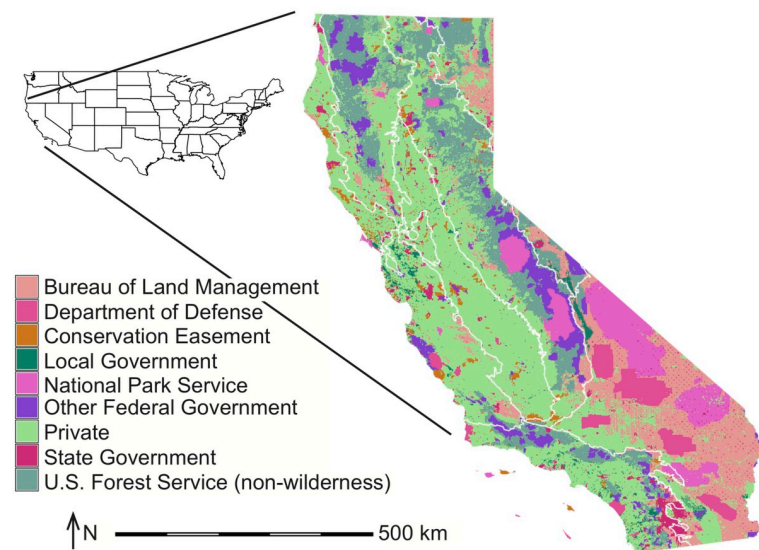 Bureau of Land Management
Department of Defense
Conservation Easement
Local Government
National Park Service
Other Federal Government
Private
State Government
U.S. Forest Service (non-wilderness)
N
500 km